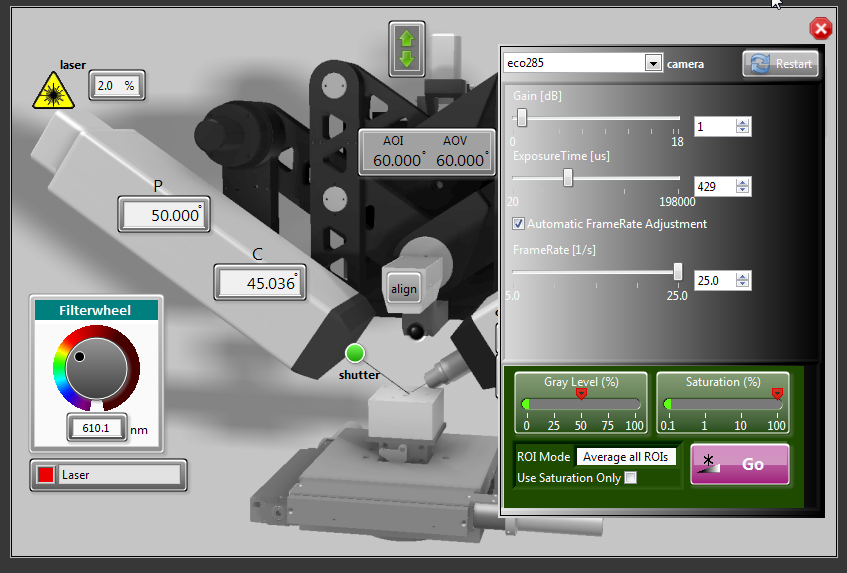 laser
2.0 %
P
50.000°
C
45.036°
AOI AOV
60.000° 60.000°
align
shutter
Filterwheel
610.1 nm
Laser
eco285 camera Restart
Gain [dB]
1
0 18
ExposureTime [us]
429
20 198000
Automatic FrameRate Adjustment
FrameRate [1/s]
25.0
5.0 25.0
Gray Level (%)
0 25 50 75 100
Saturation (%)
0.1 1 10 100
ROI Mode Average all ROIs
Use Saturation Only
Go